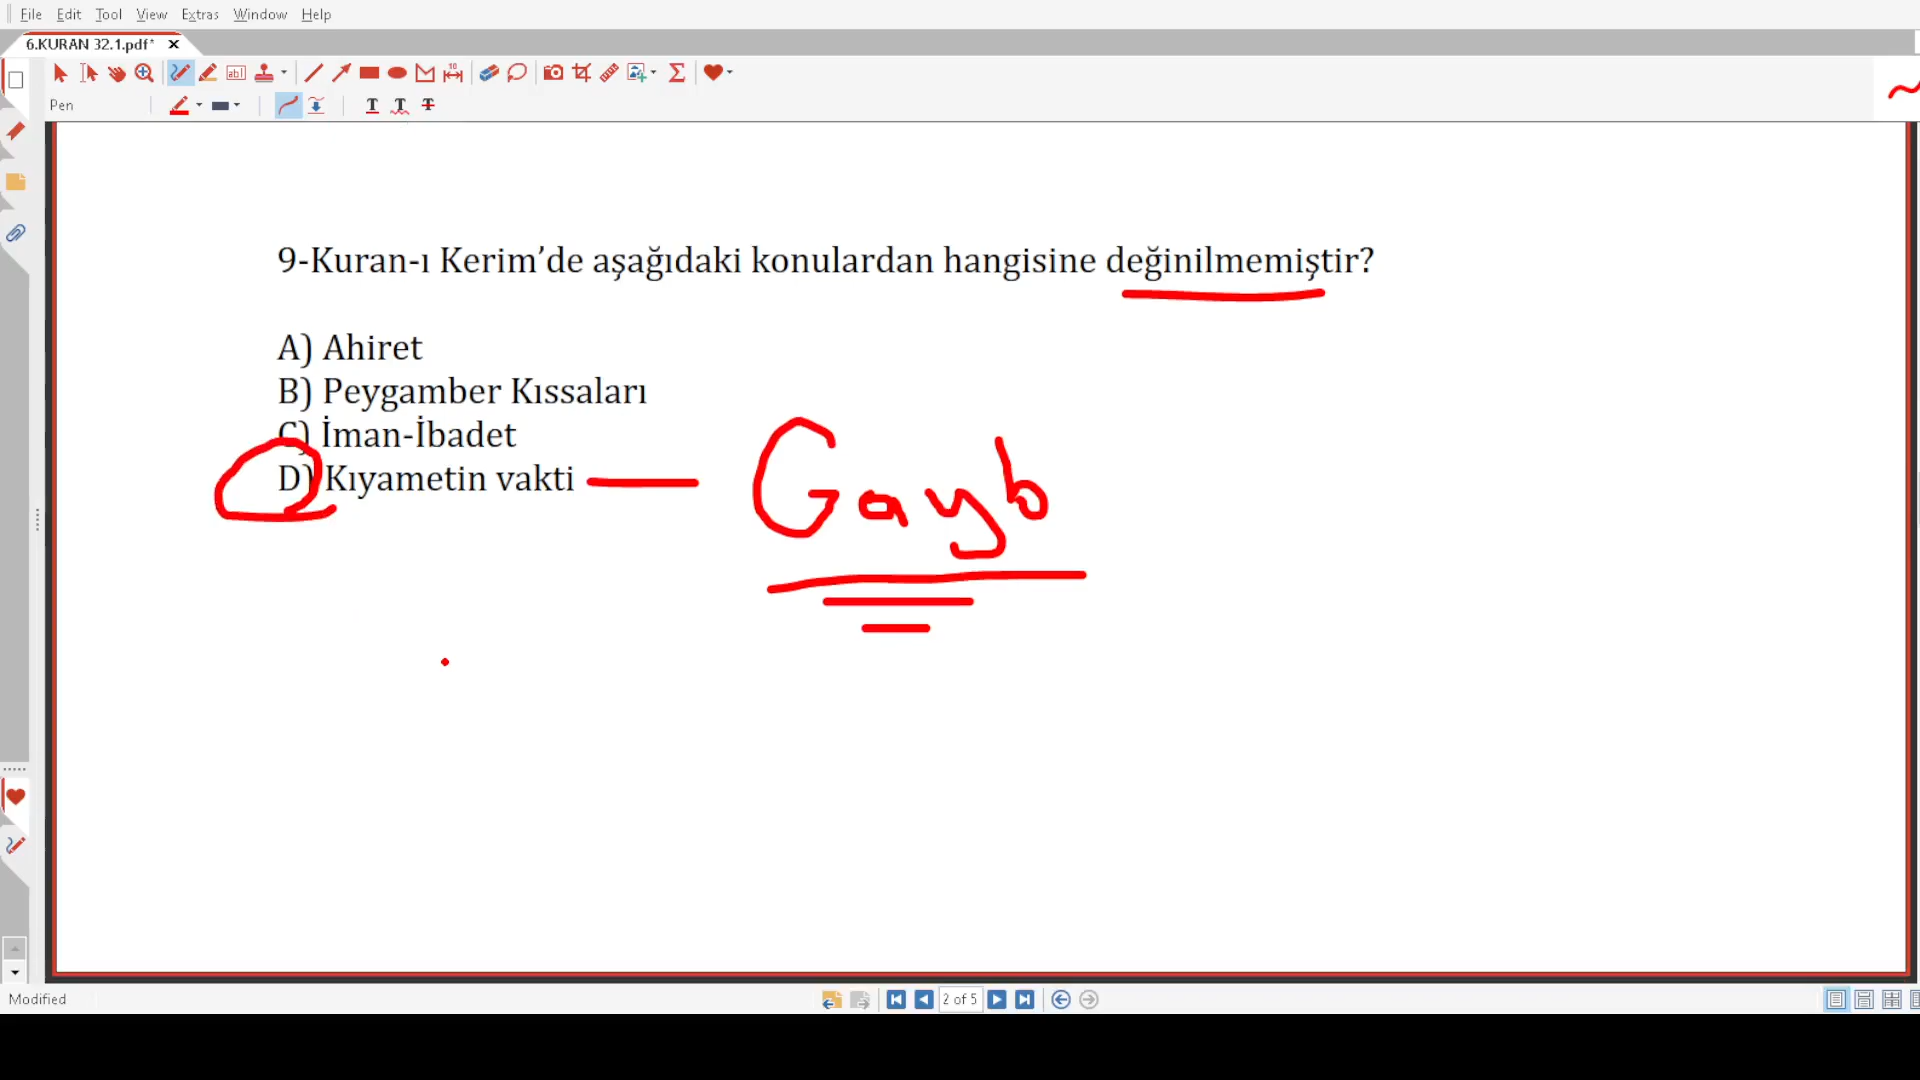 File Edit Tool View Extras Window Help
6.KURAN 32.1.pdf* ×
Pen
9-Kuran-ı Kerim’de aşağıdaki konulardan hangisine değinilmemiştir?
A) Ahiret
B) Peygamber Kıssaları
C) İman-İbadet
D) Kıyametin vakti
Gayb
Modified
2 of 5